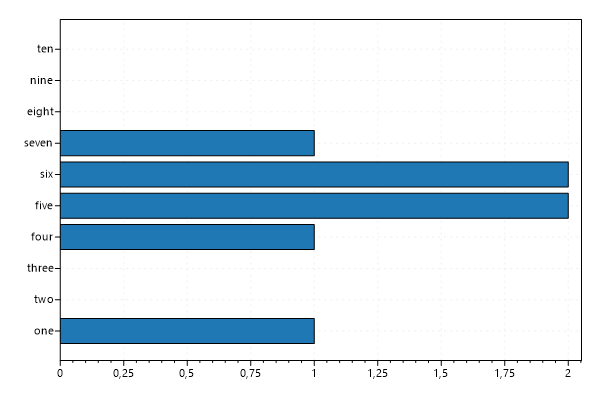 ten
nine
eight
seven
six
five
four
three
two
one
0 0,25 0,5 0,75 1 1,25 1,5 1,75 2